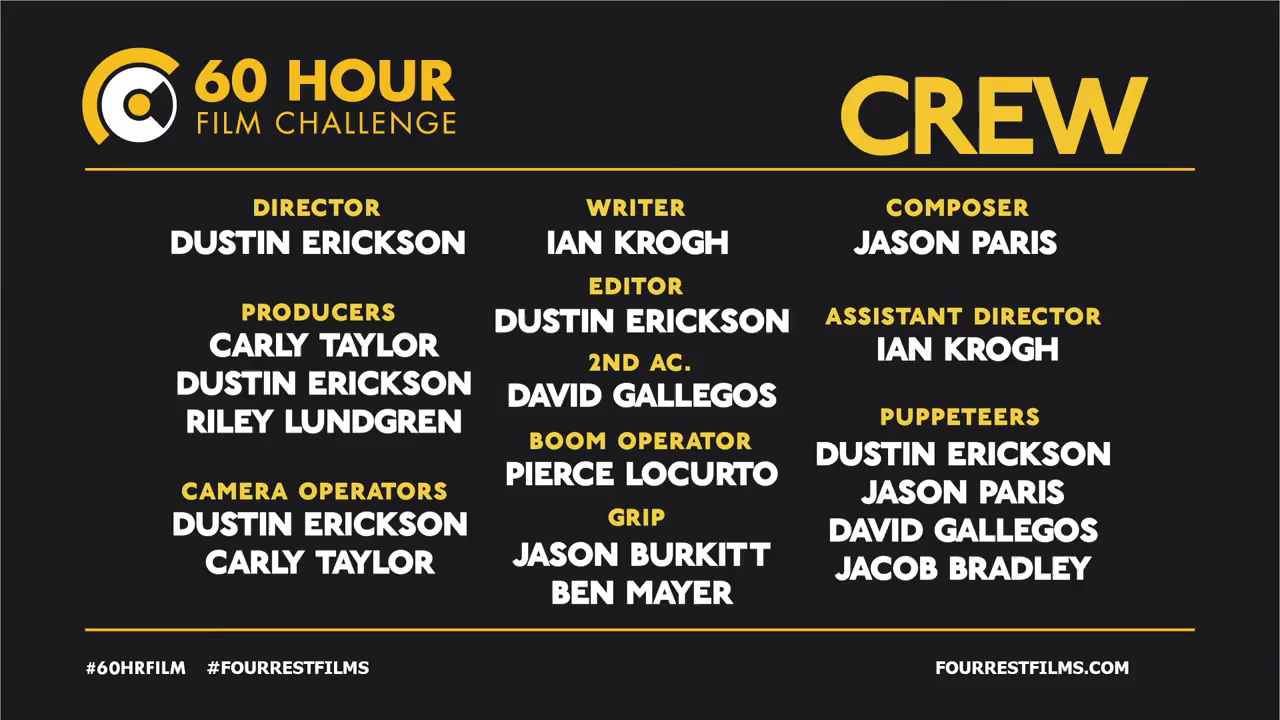 60 HOUR
FILM CHALLENGE
CREW
DIRECTOR
DUSTIN ERICKSON
PRODUCERS
CARLY TAYLOR
DUSTIN ERICKSON
RILEY LUNDGREN
CAMERA OPERATORS
DUSTIN ERICKSON
CARLY TAYLOR
WRITER
IAN KROGH
EDITOR
DUSTIN ERICKSON
2ND AC.
DAVID GALLEGOS
BOOM OPERATOR
PIERCE LOCURTO
GRIP
JASON BURKITT
BEN MAYER
COMPOSER
JASON PARIS
ASSISTANT DIRECTOR
IAN KROGH
PUPPETEERS
DUSTIN ERICKSON
JASON PARIS
DAVID GALLEGOS
JACOB BRADLEY
#60HRFILM #FOURRESTFILMS
FOURRESTFILMS.COM